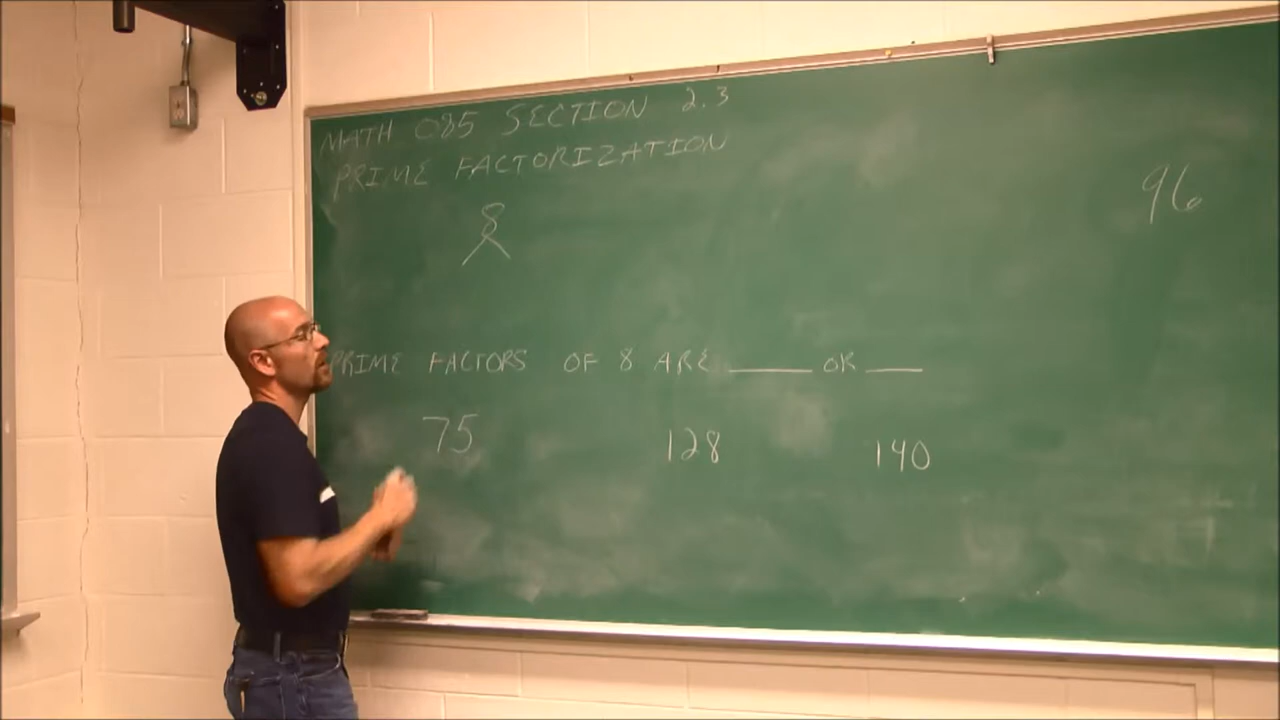 MATH 085 SECTION 2.3
PRIME FACTORIZATION
96
8
PRIME FACTORS OF 8 ARE ______ OR ____
75 128 140